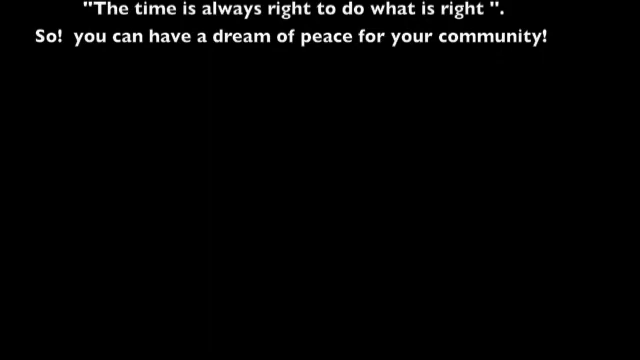 "The time is always right to do what is right ".
So!  you can have a dream of peace for your community!